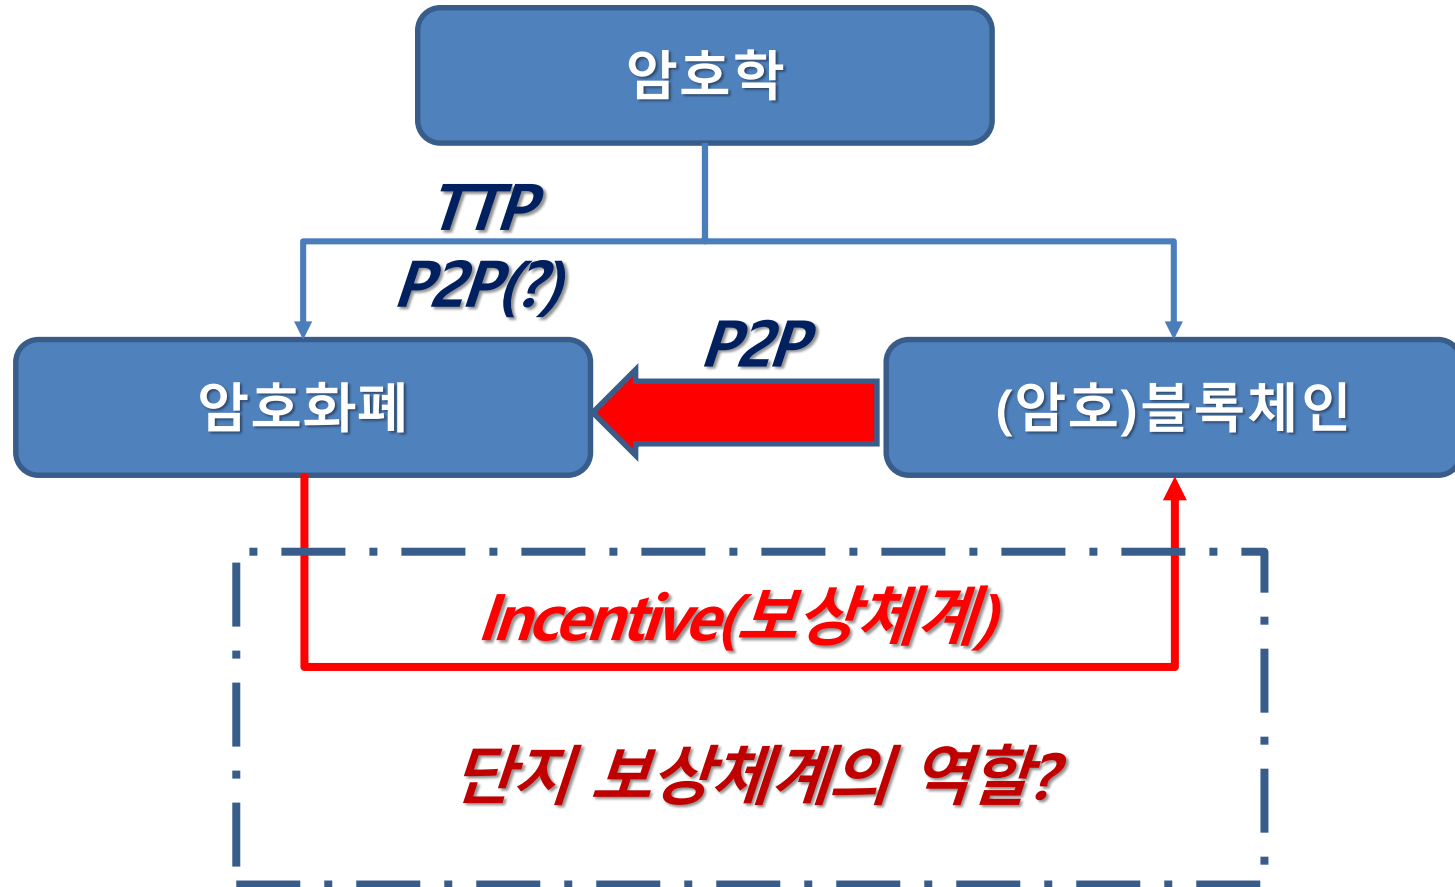 암호학
TTP
P2P(?)
P2P
암호화폐
(암호)블록체인
Incentive(보상체계)
단지 보상체계의 역할?